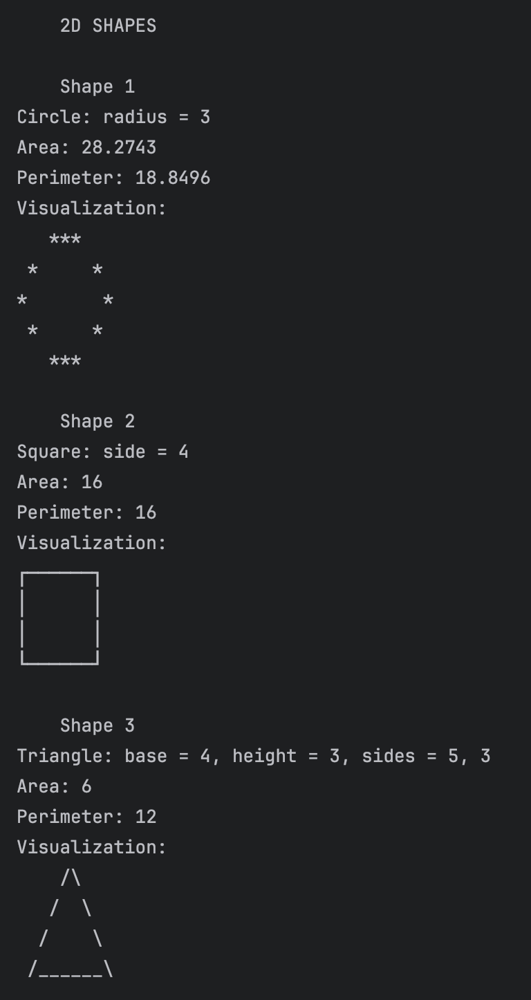 2D SHAPES

    Shape 1
Circle: radius = 3
Area: 28.2743
Perimeter: 18.8496
Visualization:
   ***
 *     *
*       *
 *     *
   ***

    Shape 2
Square: side = 4
Area: 16
Perimeter: 16
Visualization:
┌──────┐
│      │
│      │
└──────┘

    Shape 3
Triangle: base = 4, height = 3, sides = 5, 3
Area: 6
Perimeter: 12
Visualization:
    /\
   /  \
  /    \
 /______\